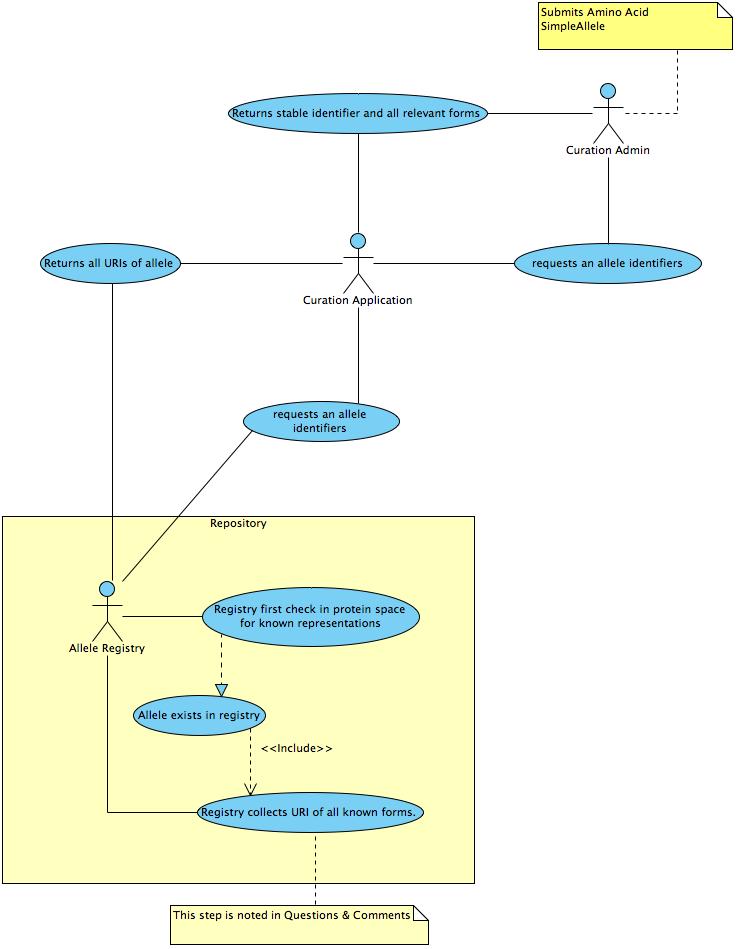 Submits Amino Acid
SimpleAllele
Returns stable identifier and all relevant forms
Curation Admin
Returns all URIs of allele
requests an allele identifiers
Curation Application
requests an allele
identifiers
Repository
Registry first check in protein space
for known representations
Allele Registry
Allele exists in registry
<<Include>>
Registry collects URI of all known forms.
This step is noted in Questions & Comments